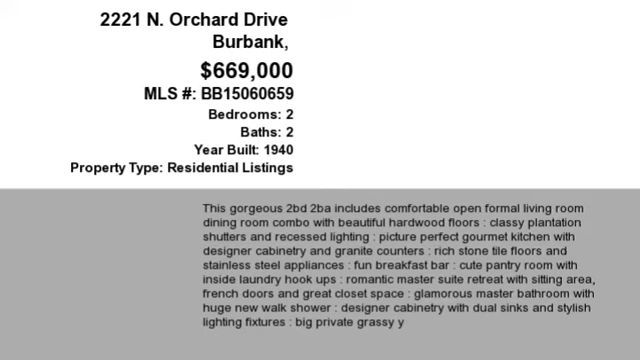 2221 N. Orchard Drive
Burbank,
$669,000
MLS #: BB15060659
Bedrooms: 2
Baths: 2
Year Built: 1940
Property Type: Residential Listings
This gorgeous 2bd 2ba includes comfortable open formal living room
dining room combo with beautiful hardwood floors : classy plantation
shutters and recessed lighting : picture perfect gourmet kitchen with
designer cabinetry and granite counters : rich stone tile floors and
stainless steel appliances : fun breakfast bar : cute pantry room with
inside laundry hook ups : romantic master suite retreat with sitting area,
french doors and great closet space : glamorous master bathroom with
huge new walk shower : designer cabinetry with dual sinks and stylish
lighting fixtures : big private grassy y